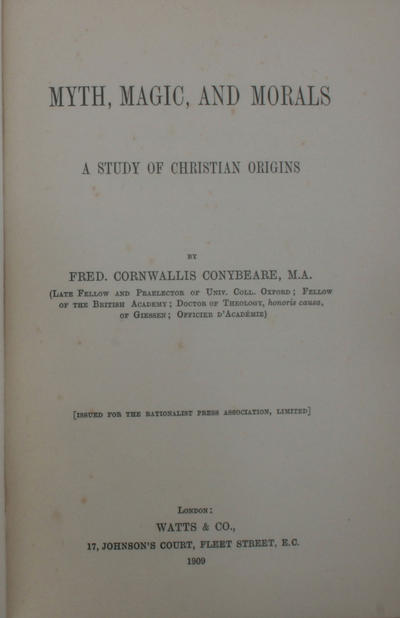 MYTH, MAGIC, AND MORALS
A STUDY OF CHRISTIAN ORIGINS
BY
FRED. CORNWALLIS CONYBEARE, M.A.
(LATE FELLOW AND PRAELECTOR OF UNIV. COLL. OXFORD; FELLOW
OF THE BRITISH ACADEMY; DOCTOR OF THEOLOGY, honoris causa,
OF GIESSEN; OFFICIER D'ACADÉMIE)
[ISSUED FOR THE RATIONALIST PRESS ASSOCIATION, LIMITED]
LONDON:
WATTS & CO.,
17, JOHNSON'S COURT, FLEET STREET, E.C.
1909